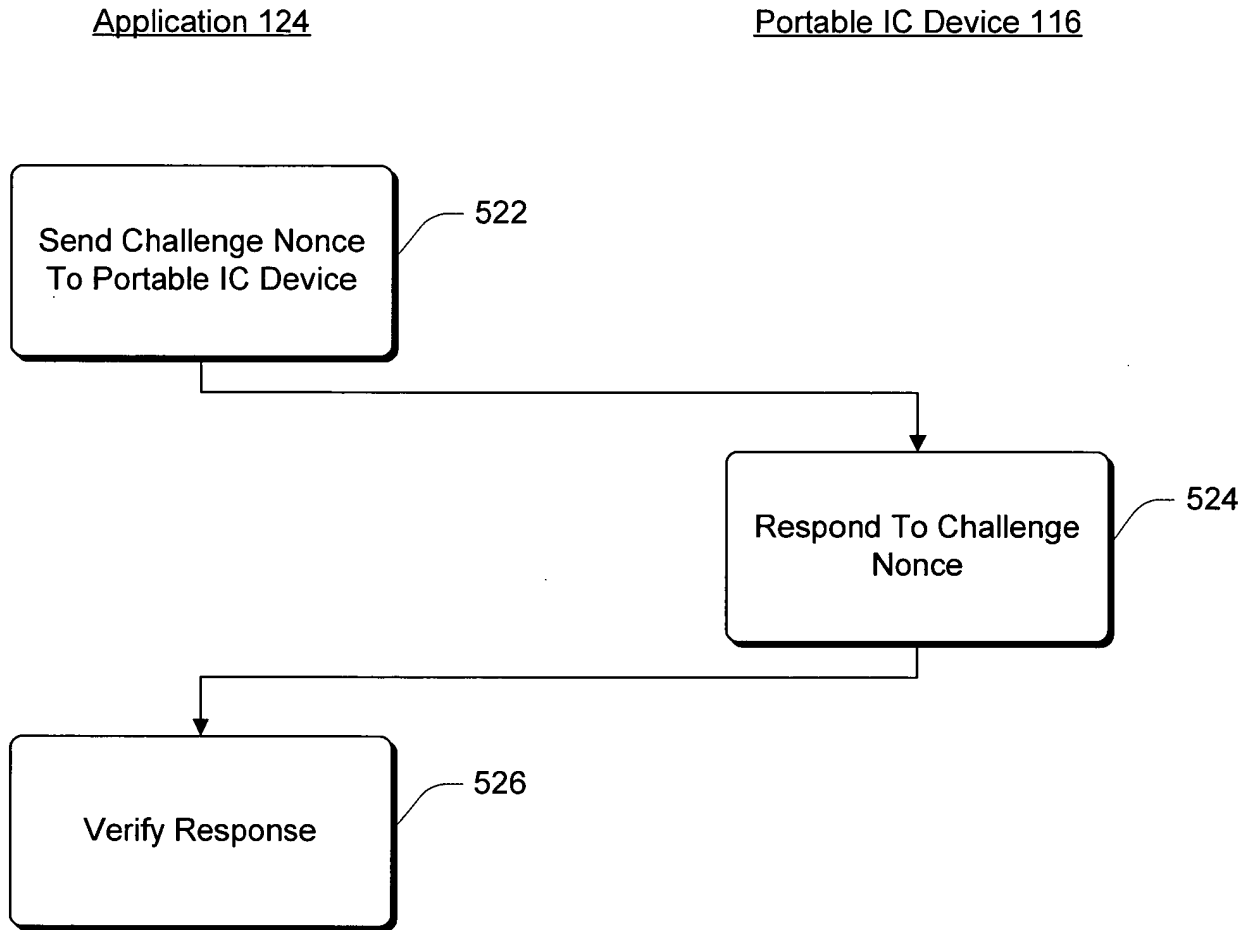 Application 124
Portable IC Device 116
Send Challenge Nonce
To Portable IC Device
522
Respond To Challenge
Nonce
524
Verify Response
526